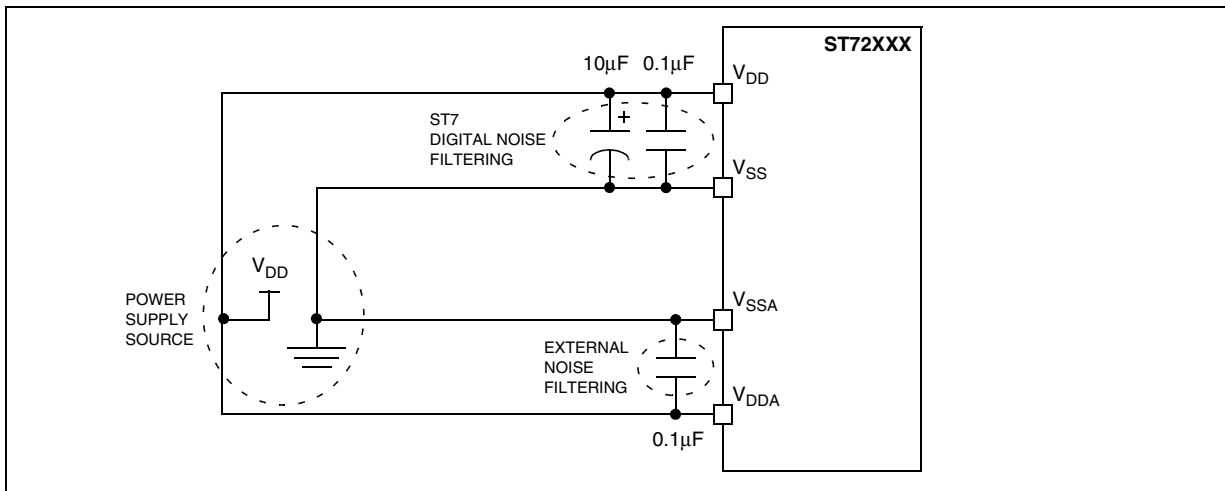 ST72XXX
10μF 0.1μF
VDD
ST7
DIGITAL NOISE
FILTERING
+
VSS
VDD
POWER
SUPPLY
SOURCE
VSSA
EXTERNAL
NOISE
FILTERING
VDDA
0.1μF